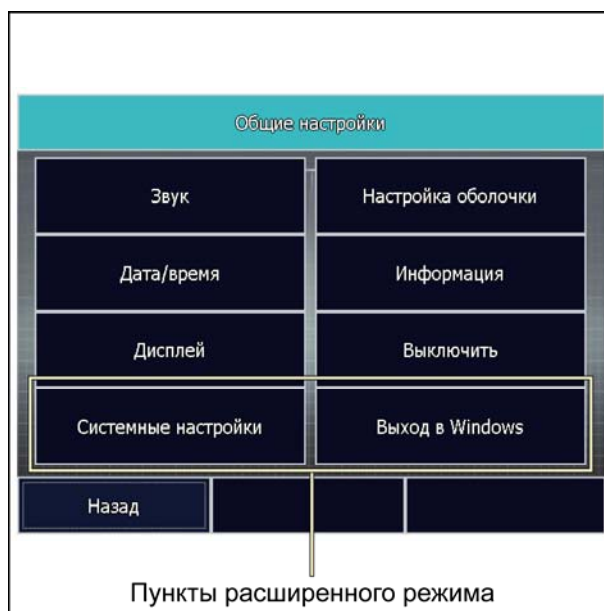 Общие настройки
Звук
Настройка оболочки
Дата/время
Информация
Дисплей
Выключить
Системные настройки
Выход в Windows
Назад
Пункты расширенного режима